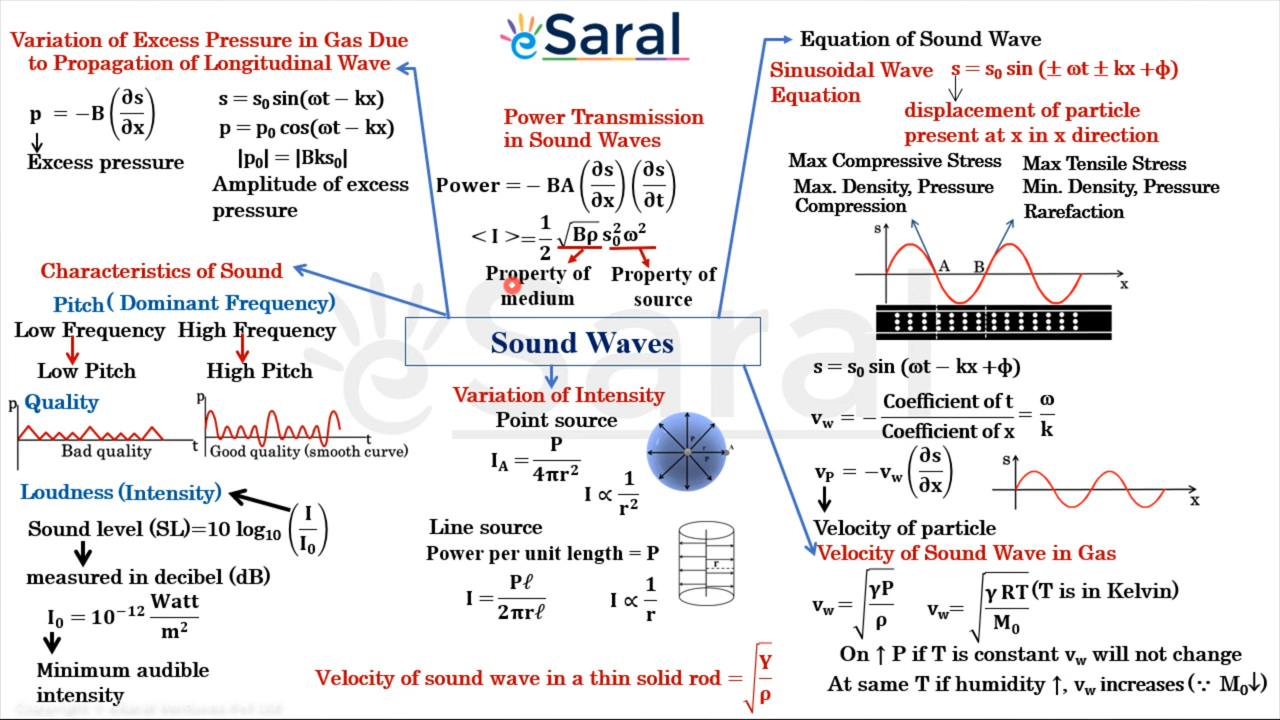 eSaral
Variation of Excess Pressure in Gas Due
to Propagation of Longitudinal Wave
p = −B(∂s/∂x)
Excess pressure
s = s₀ sin(ωt − kx)
p = p₀ cos(ωt − kx)
|p₀| = |Bks₀|
Amplitude of excess
pressure
Characteristics of Sound
Pitch ( Dominant Frequency)
Low Frequency High Frequency
Low Pitch High Pitch
Quality
p
t
Bad quality
p
t
Good quality (smooth curve)
Loudness (Intensity)
Sound level (SL)=10 log₁₀ (I/I₀)
measured in decibel (dB)
I₀ = 10⁻¹² Watt/m²
Minimum audible
intensity
Power Transmission
in Sound Waves
Power = − BA (∂s/∂x) (∂s/∂t)
< I >= 1/2 √Bρ s₀² ω²
Property of
medium
Property of
source
Sound Waves
Variation of Intensity
Point source
I_A = P/4πr²
I ∝ 1/r²
P
r
P
A
Line source
Power per unit length = P
I = Pℓ/2πrℓ
I ∝ 1/r
r
Velocity of sound wave in a thin solid rod = √Y/ρ
Equation of Sound Wave
Sinusoidal Wave
Equation
s = s₀ sin (± ωt ± kx +ϕ)
displacement of particle
present at x in x direction
Max Compressive Stress
Max. Density, Pressure
Compression
Max Tensile Stress
Min. Density, Pressure
Rarefaction
s
A
B
x
s = s₀ sin (ωt − kx +ϕ)
v_w = − Coefficient of t/Coefficient of x = ω/k
v_P = −v_w (∂s/∂x)
s
x
Velocity of particle
Velocity of Sound Wave in Gas
v_w = √γP/ρ
v_w= √γ RT/M₀ (T is in Kelvin)
On ↑ P if T is constant v_w will not change
At same T if humidity ↑, v_w increases (∵ M₀↓)
eSaral